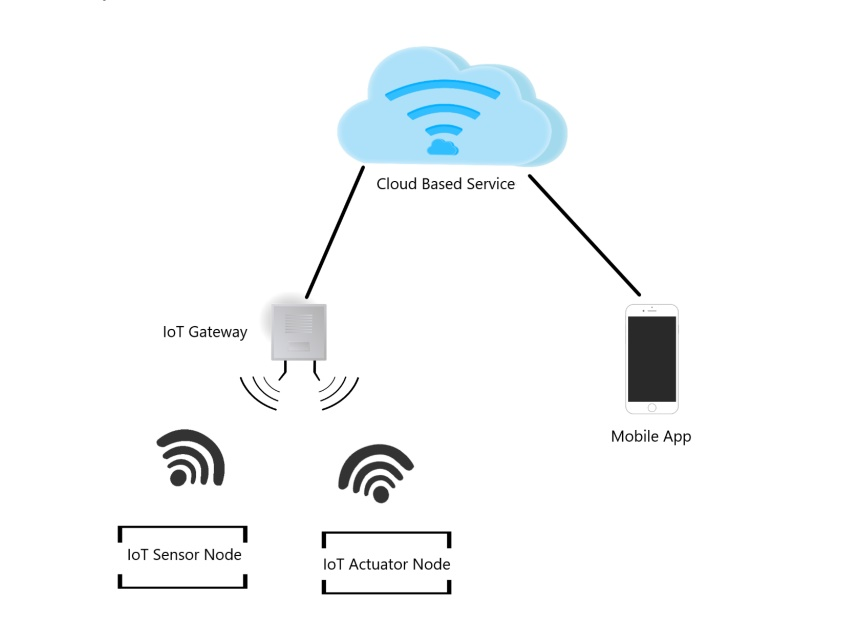 Cloud Based Service
IoT Gateway
Mobile App
IoT Sensor Node
IoT Actuator Node